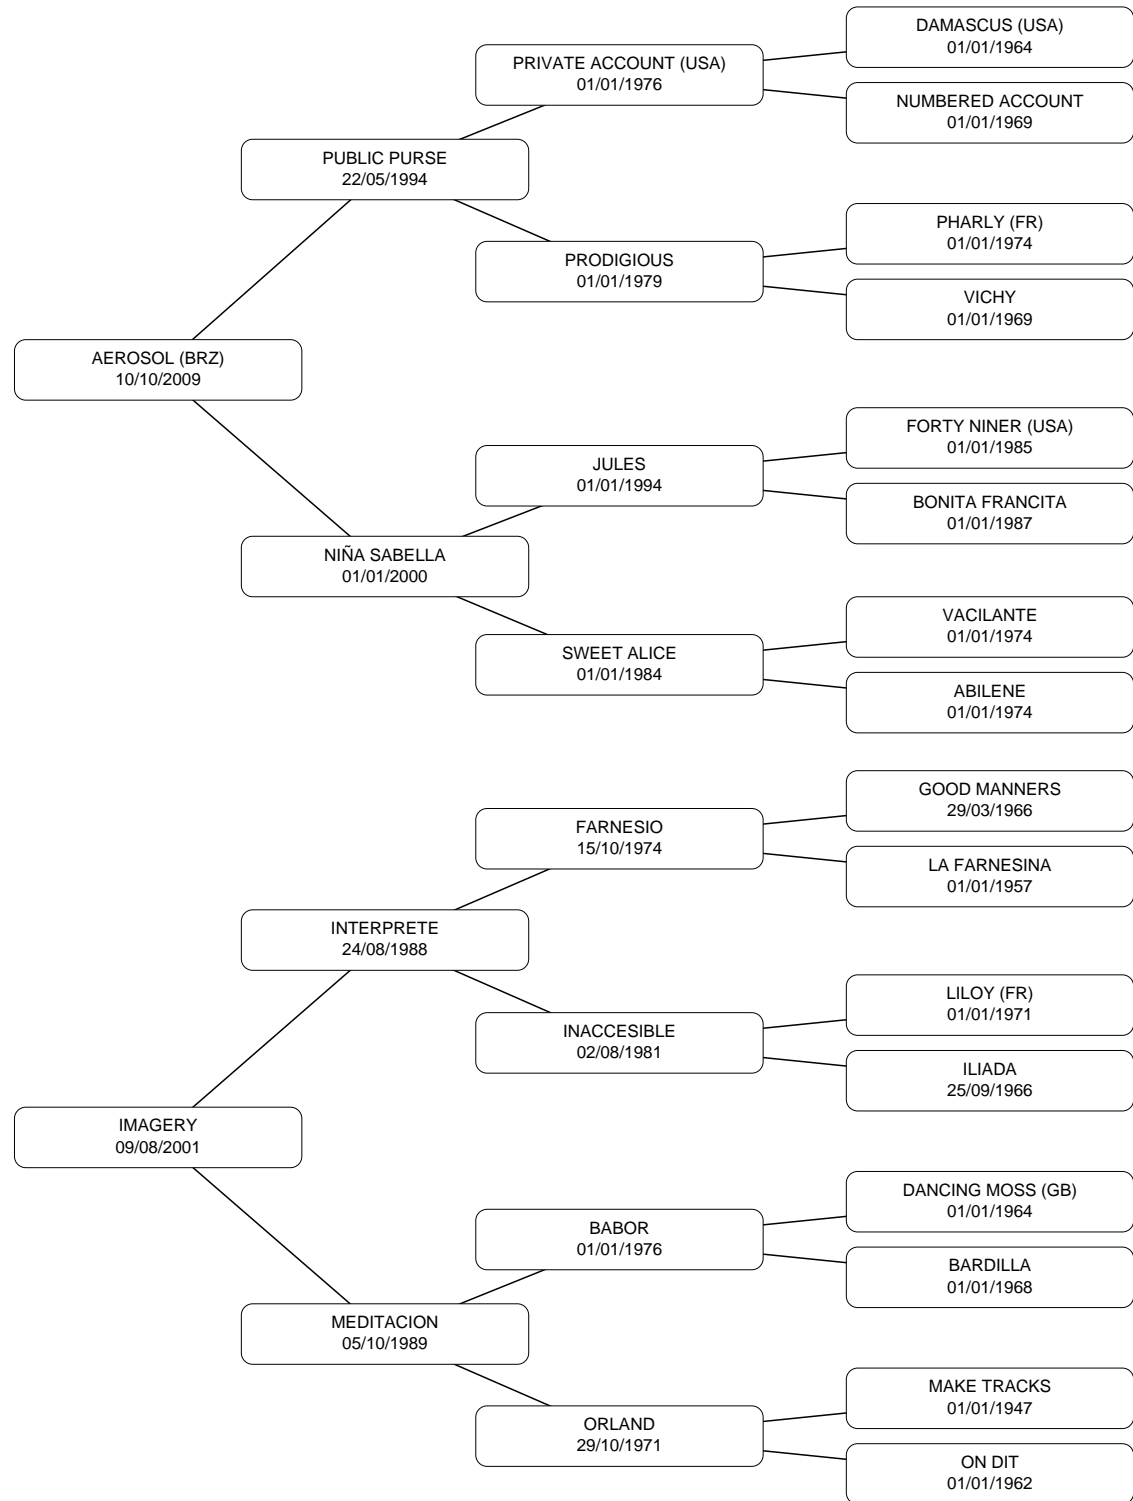 DAMASCUS (USA)
01/01/1964
PRIVATE ACCOUNT (USA)
01/01/1976
NUMBERED ACCOUNT
01/01/1969
PUBLIC PURSE
22/05/1994
PHARLY (FR)
01/01/1974
PRODIGIOUS
01/01/1979
VICHY
01/01/1969
AEROSOL (BRZ)
10/10/2009
FORTY NINER (USA)
01/01/1985
JULES
01/01/1994
BONITA FRANCITA
01/01/1987
NIÑA SABELLA
01/01/2000
VACILANTE
01/01/1974
SWEET ALICE
01/01/1984
ABILENE
01/01/1974
GOOD MANNERS
29/03/1966
FARNESIO
15/10/1974
LA FARNESINA
01/01/1957
INTERPRETE
24/08/1988
LILOY (FR)
01/01/1971
INACCESIBLE
02/08/1981
ILIADA
25/09/1966
IMAGERY
09/08/2001
DANCING MOSS (GB)
01/01/1964
BABOR
01/01/1976
BARDILLA
01/01/1968
MEDITACION
05/10/1989
MAKE TRACKS
01/01/1947
ORLAND
29/10/1971
ON DIT
01/01/1962